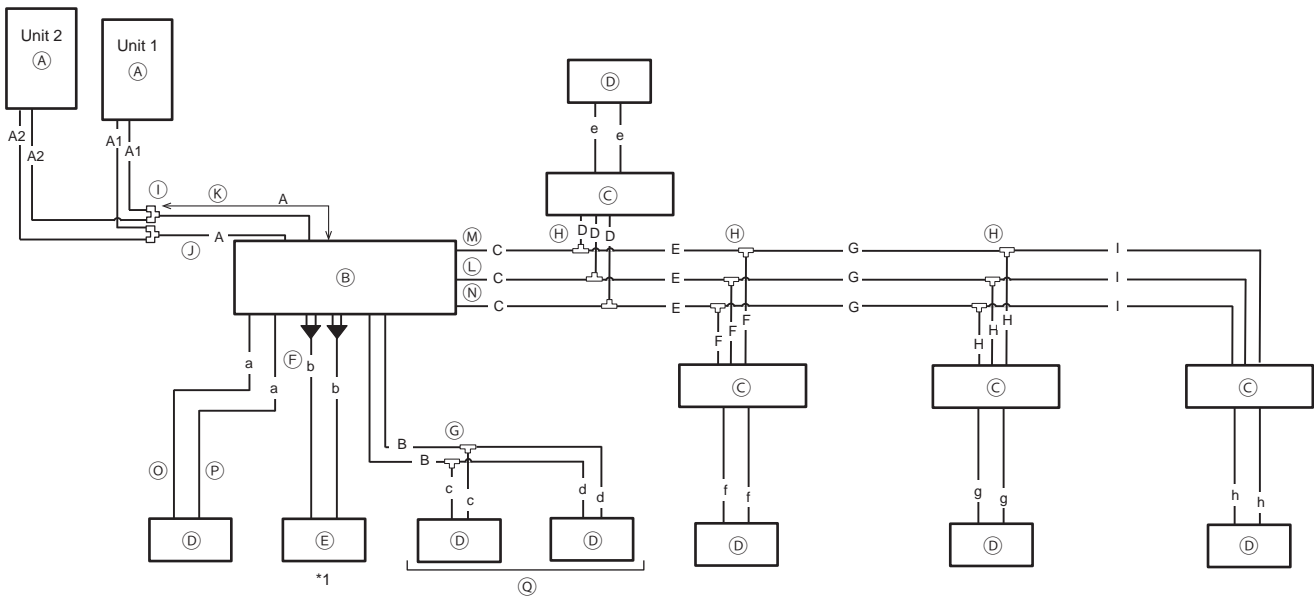 Unit 2
Ⓐ
Unit 1
Ⓐ
Ⓓ
A2
A2
A1
A1
e
e
Ⓘ
Ⓚ
A
Ⓒ
Ⓙ
A
Ⓗ
D
D
D
Ⓗ
Ⓗ
Ⓜ
C
E
G
I
Ⓛ
C
E
G
I
Ⓝ
C
E
G
I
Ⓑ
F
F
F
H
H
H
Ⓕ
a
a
b
b
Ⓒ
Ⓒ
Ⓒ
B
Ⓖ
B
Ⓞ
Ⓟ
c
c
d
d
f
f
g
g
h
h
Ⓓ
Ⓔ
Ⓓ
Ⓓ
Ⓓ
Ⓓ
Ⓓ
*1
Ⓠ